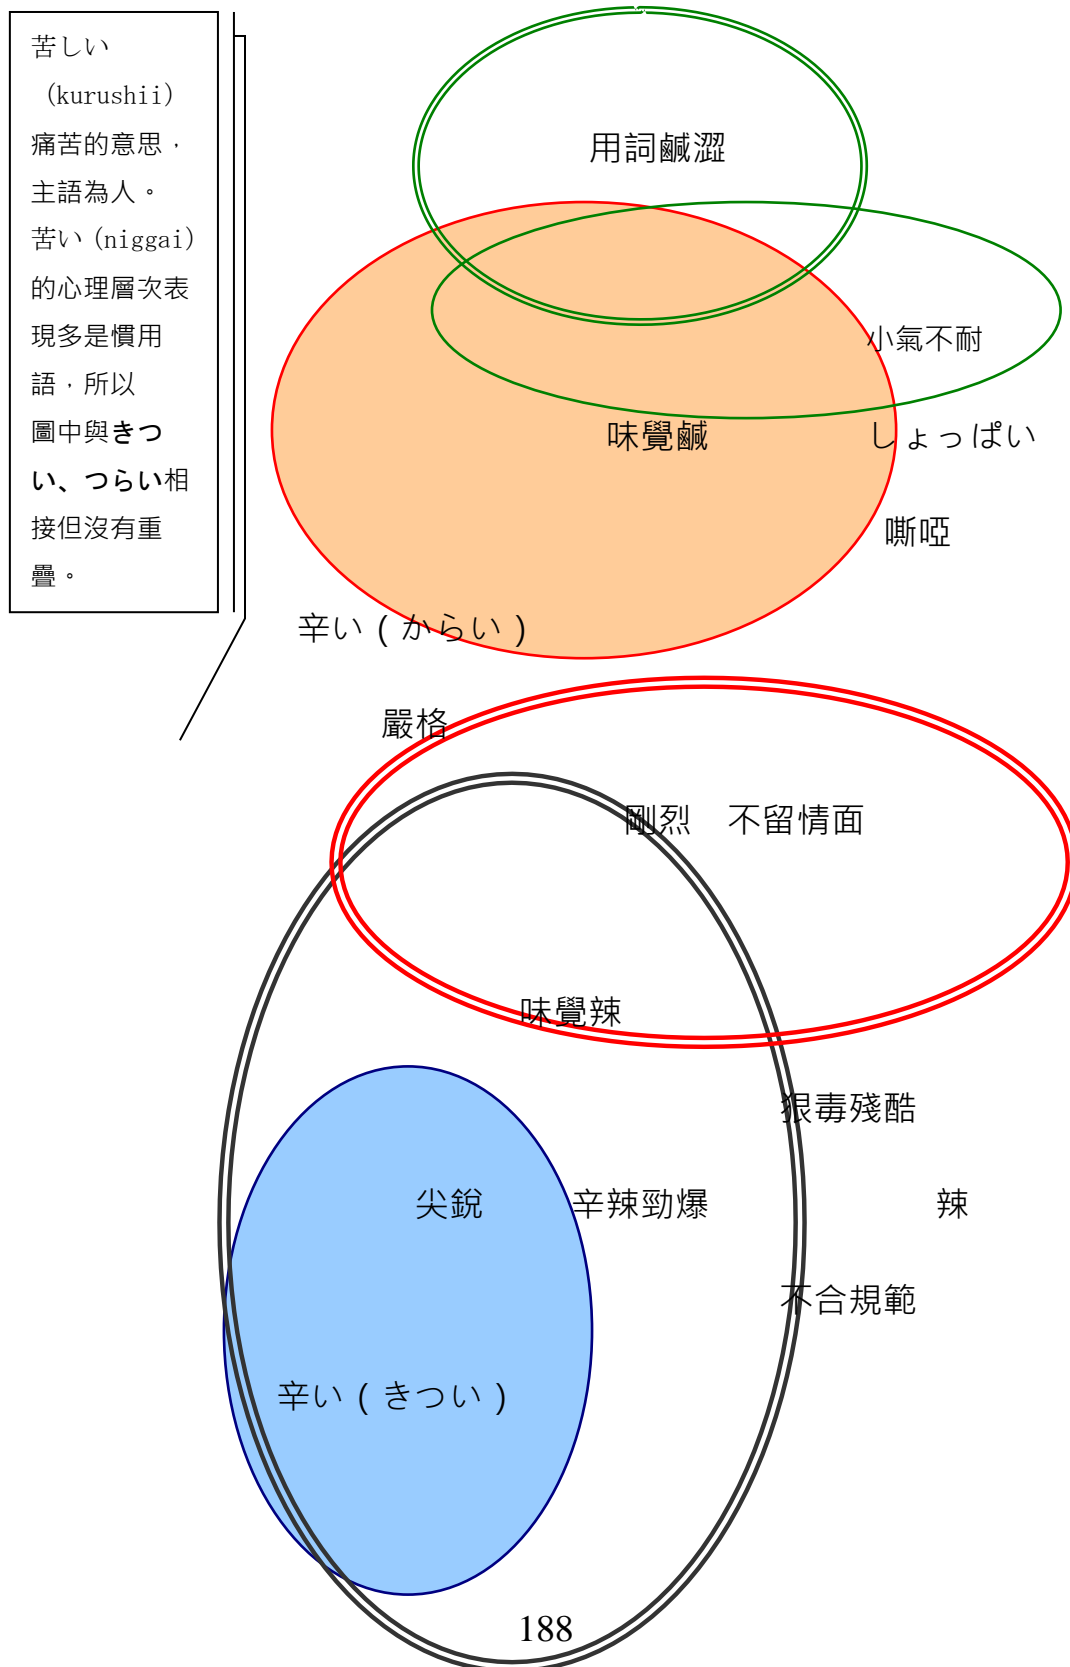 苦しい
（kurushii）
痛苦的意思，
主語為人。
苦い（niggai）
的心理層次表
現多是慣用
語，所以
圖中與きつ
い、つらい相
接但沒有重
疊。
用詞鹹澀
小氣不耐
味覺鹹 しょっぱい
嘶啞
辛い（からい）
嚴格
剛烈 不留情面
味覺辣
狠毒殘酷
尖銳 辛辣勁爆 辣
不合規範
辛い（きつい）
188